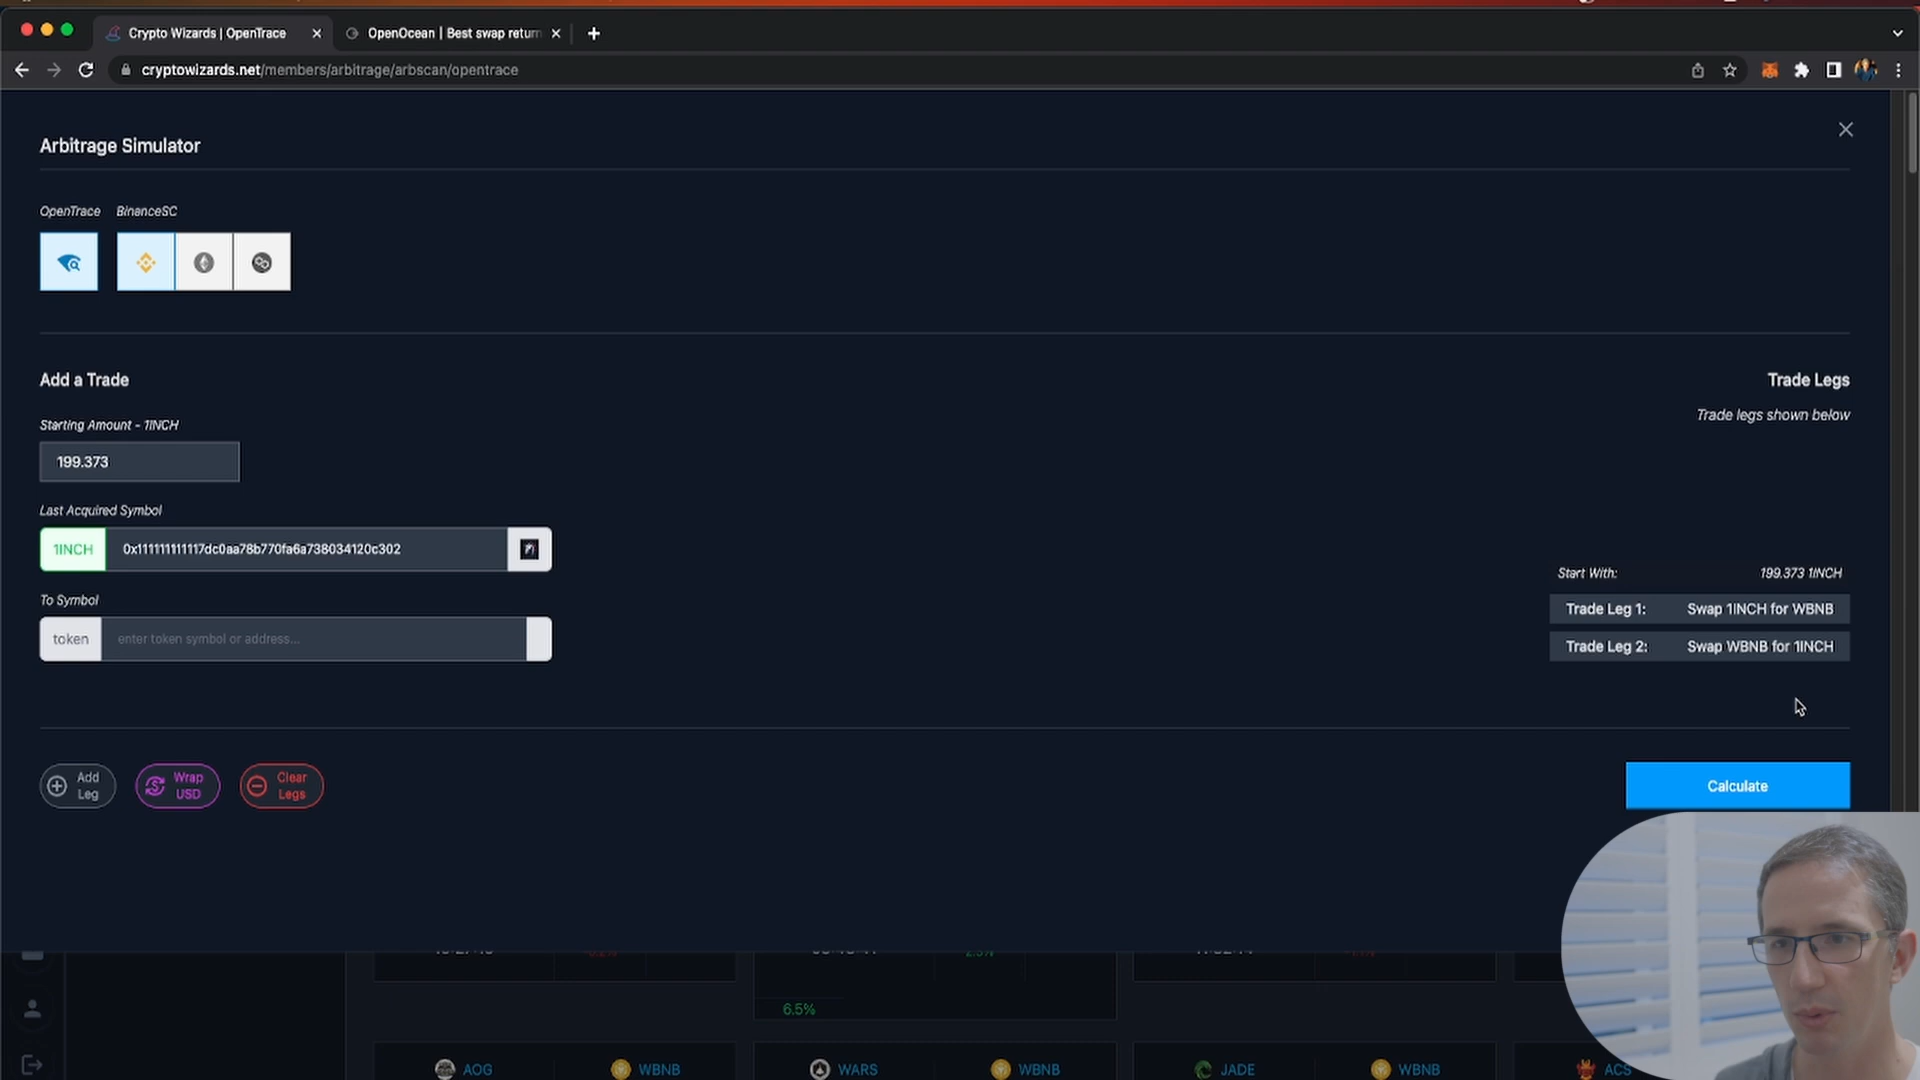 Crypto Wizards | OpenTrace
OpenOcean | Best swap return
cryptowizards.net/members/arbitrage/arbscan/opentrace
Arbitrage Simulator
OpenTrace BinanceSC
Add a Trade
Trade Legs
Starting Amount - 1INCH
Trade legs shown below
199.373
Last Acquired Symbol
1INCH 0x111111111117dc0aa78b770fa6a738034120c302
Start With: 199.373 1INCH
To Symbol
Trade Leg 1: Swap 1INCH for WBNB
token enter token symbol or address...
Trade Leg 2: Swap WBNB for 1INCH
Add Leg
Wrap USD
Clear Legs
Calculate
6.5%
AOG WBNB WARS WBNB JADE WBNB ACS